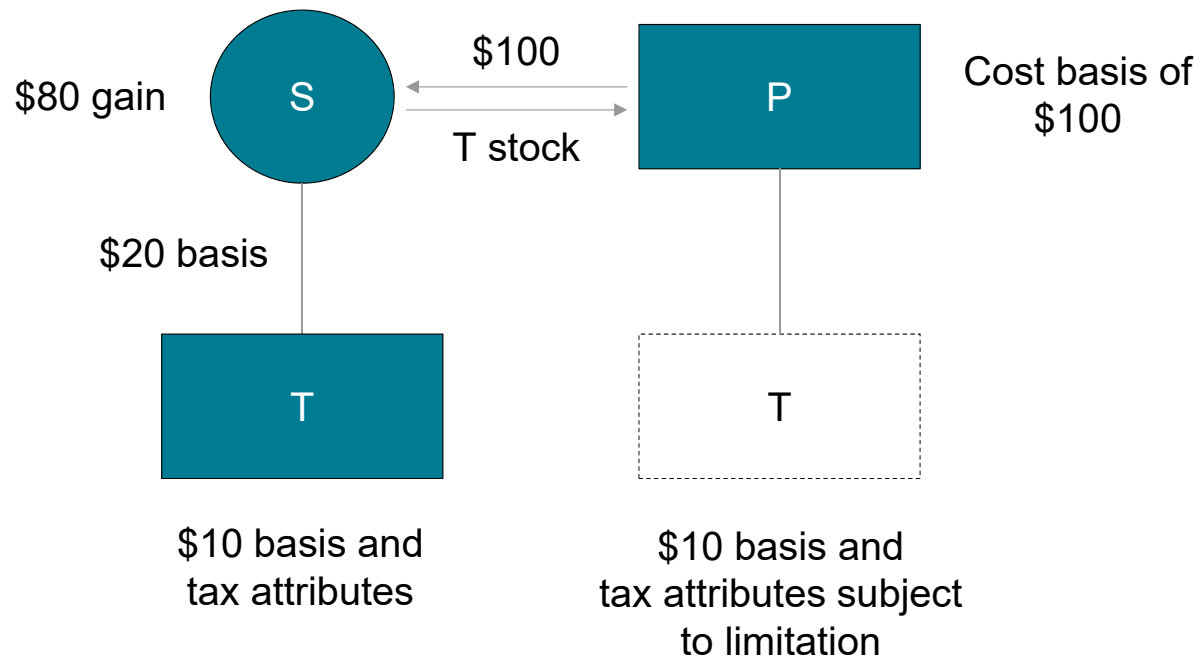 $100
$80 gain
S
P
Cost basis of
$100
T stock
$20 basis
T
T
$10 basis and
tax attributes
$10 basis and
tax attributes subject
to limitation